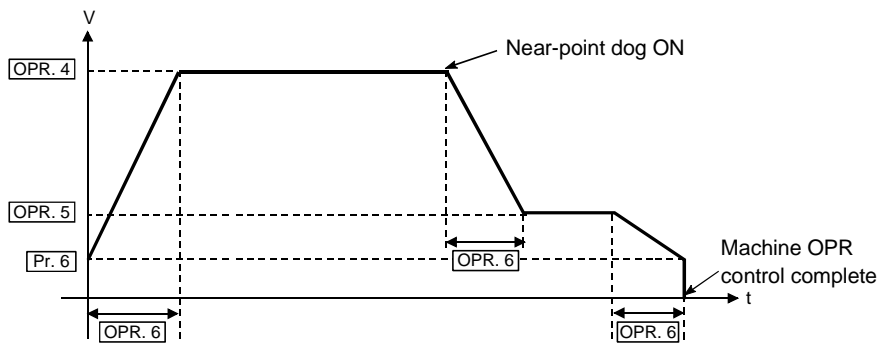 V
Near-point dog ON
OPR. 4
OPR. 5
OPR. 6
Pr. 6
Machine OPR
control complete
t
OPR. 6
OPR. 6